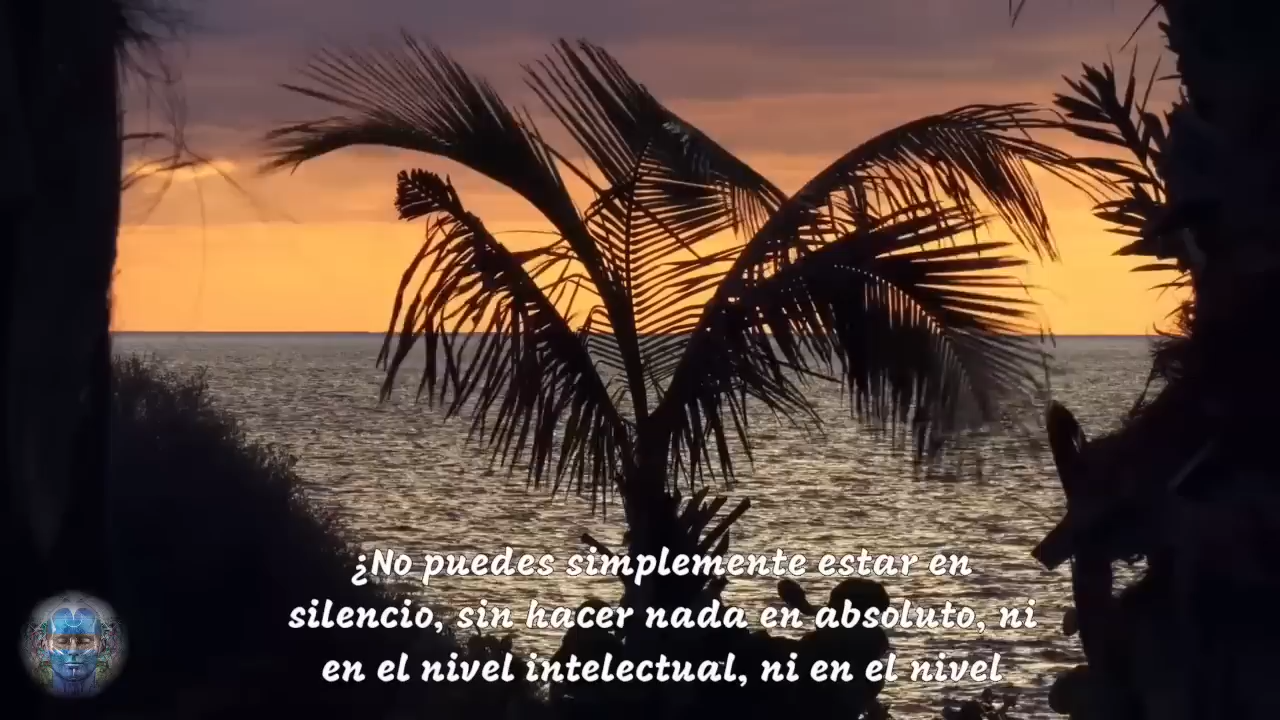 ¿No puedes simplemente estar en
silencio, sin hacer nada en absoluto, ni
en el nivel intelectual, ni en el nivel